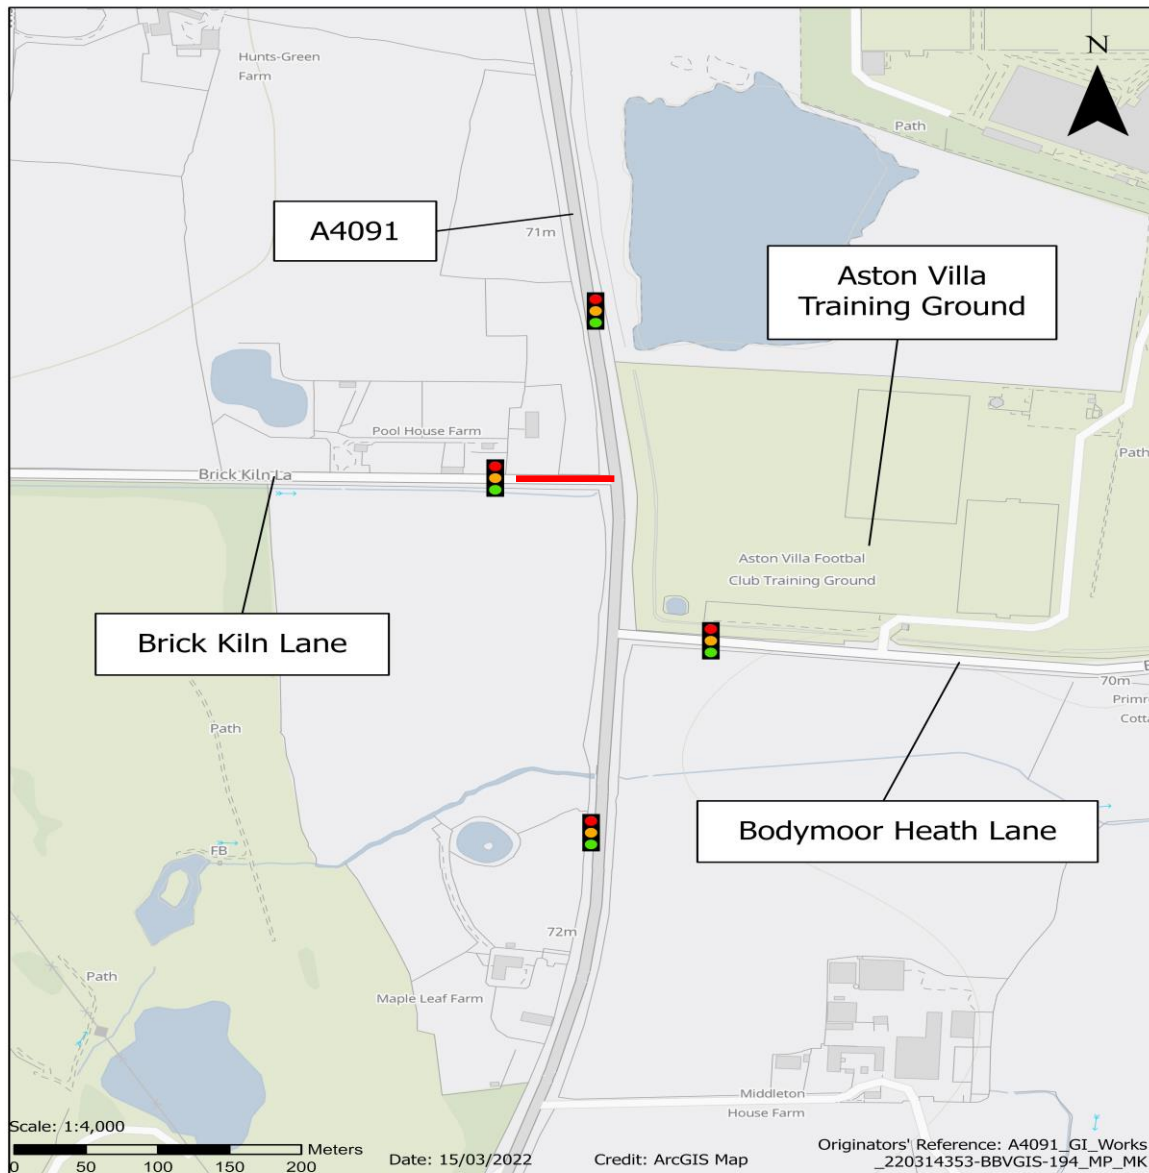 N
Hunts-Green
Farm
Path
A4091
71m
Aston Villa
Training Ground
Pool House Farm
Path
Brick Kiln La
Aston Villa Footbal
Club Training Ground
Brick Kiln Lane
E
70m
Primr
Cotta
Path
Bodymoor Heath Lane
FB
72m
Path
Maple Leaf Farm
Middleton
House Farm
Scale: 1:4,000
Meters
0 50 100 150 200
Date: 15/03/2022
Credit: ArcGIS Map
Originators' Reference: A4091_GI_Works
_220314353-BBVGIS-194_MP_MK